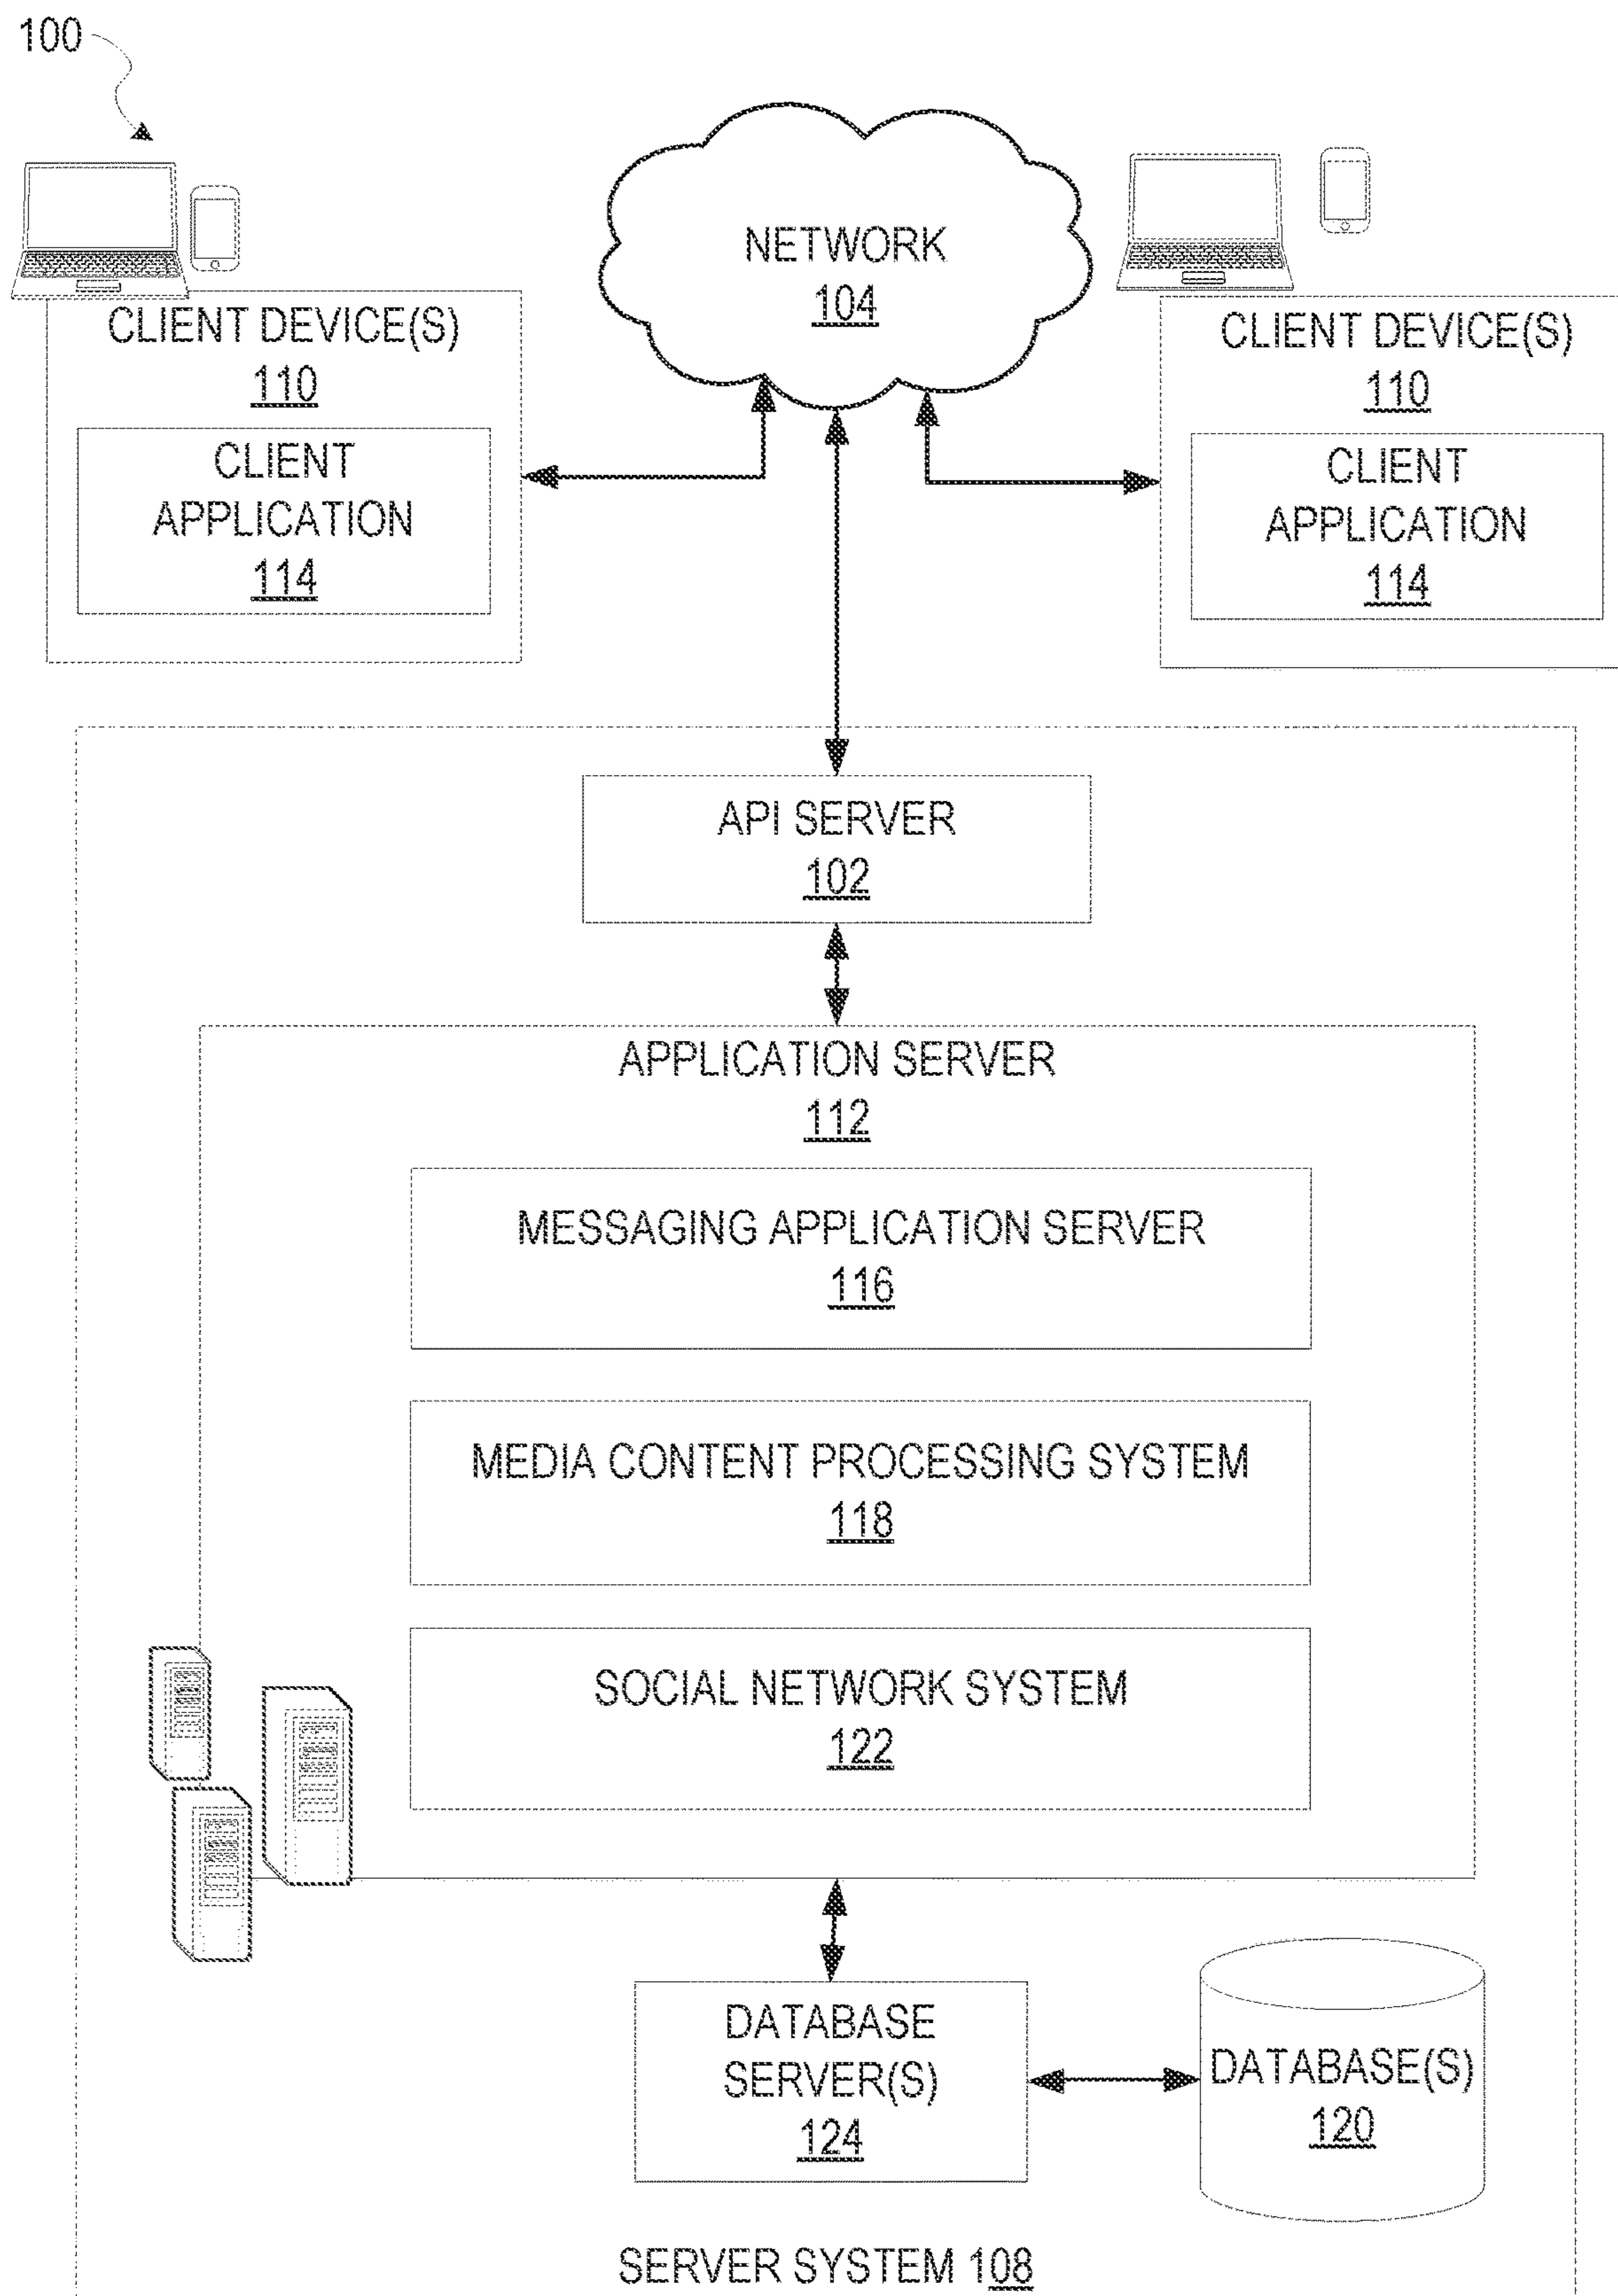 100
NETWORK
104
CLIENT DEVICE(S)
110
CLIENT
APPLICATION
114
CLIENT DEVICE(S)
110
CLIENT
APPLICATION
114
API SERVER
102
APPLICATION SERVER
112
MESSAGING APPLICATION SERVER
116
MEDIA CONTENT PROCESSING SYSTEM
118
SOCIAL NETWORK SYSTEM
122
DATABASE
SERVER(S)
124
DATABASE(S)
120
SERVER SYSTEM 108